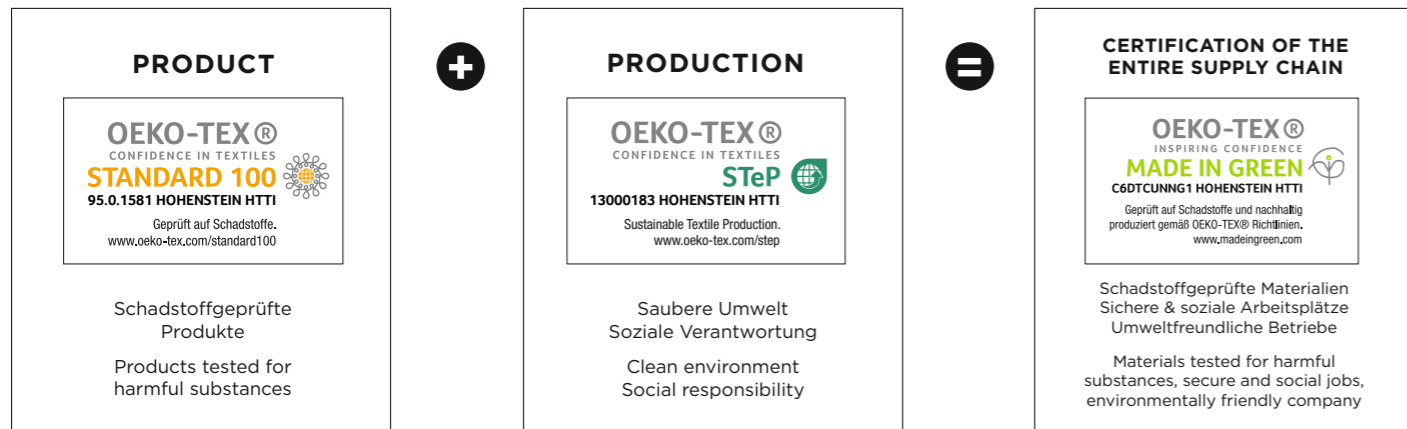 PRODUCT
OEKO-TEX®
CONFIDENCE IN TEXTILES
STANDARD 100
95.0.1581 HOHENSTEIN HTTI
Geprüft auf Schadstoffe.
www.oeko-tex.com/standard100
Schadstoffgeprüfte
Produkte
Products tested for
harmful substances
+
PRODUCTION
OEKO-TEX®
CONFIDENCE IN TEXTILES
STeP
13000183 HOHENSTEIN HTTI
Sustainable Textile Production.
www.oeko-tex.com/step
Saubere Umwelt
Soziale Verantwortung
Clean environment
Social responsibility
=
CERTIFICATION OF THE
ENTIRE SUPPLY CHAIN
OEKO-TEX®
INSPIRING CONFIDENCE
MADE IN GREEN
C6DTCUNNG1 HOHENSTEIN HTTI
Geprüft auf Schadstoffe und nachhaltig
produziert gemäß OEKO-TEX® Richtlinien.
www.madeingreen.com
Schadstoffgeprüfte Materialien
Sichere & soziale Arbeitsplätze
Umweltfreundliche Betriebe
Materials tested for harmful
substances, secure and social jobs,
environmentally friendly company